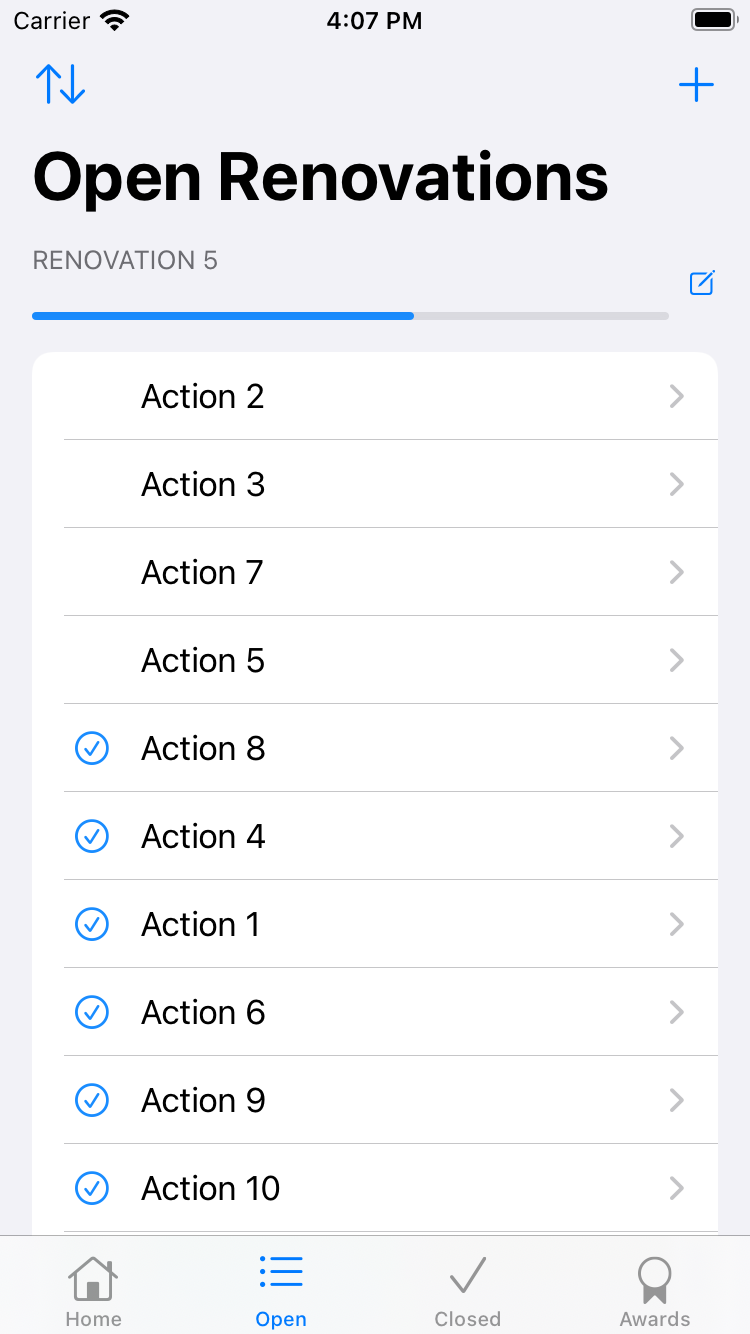 Carrier 4:07 PM
Open Renovations
RENOVATION 5
Action 2
Action 3
Action 7
Action 5
Action 8
Action 4
Action 1
Action 6
Action 9
Action 10
Home Open Closed Awards